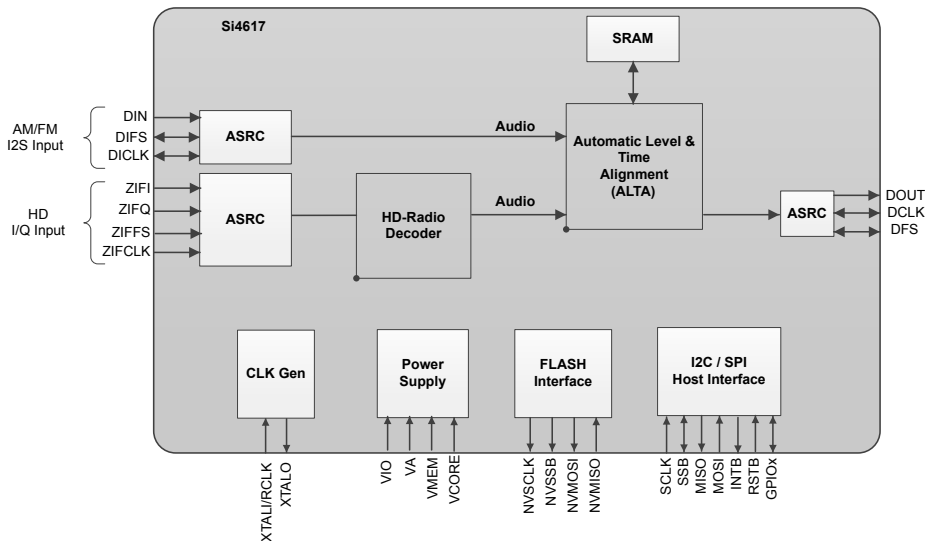 Si4617
SRAM
AM/FM
I2S Input
DIN
DIFS
DICLK
ASRC
Audio
Automatic Level &
Time
Alignment
(ALTA)
HD
I/Q Input
ZIFI
ZIFQ
ZIFFS
ZIFCLK
ASRC
HD-Radio
Decoder
Audio
ASRC
DOUT
DCLK
DFS
CLK Gen
Power
Supply
FLASH
Interface
I2C / SPI
Host Interface
XTALI/RCLK
XTALO
VIO
VA
VMEM
VCORE
NVSCLK
NVSSB
NVMOSI
NVMISO
SCLK
SSB
MISO
MOSI
INTB
RSTB
GPIOx